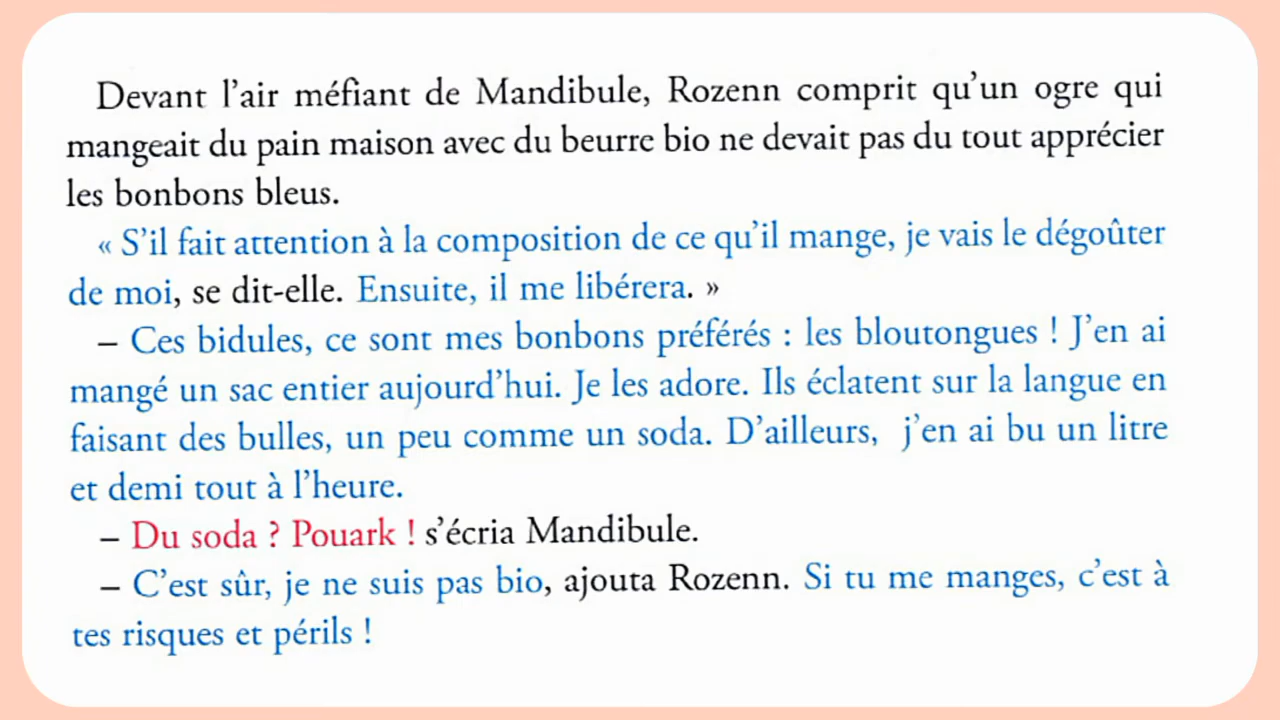 Devant l'air méfiant de Mandibule, Rozenn comprit qu'un ogre qui
mangeait du pain maison avec du beurre bio ne devait pas du tout apprécier
les bonbons bleus.
« S'il fait attention à la composition de ce qu'il mange, je vais le dégoûter
de moi, se dit-elle. Ensuite, il me libérera. »
– Ces bidules, ce sont mes bonbons préférés : les bloutongues ! J'en ai
mangé un sac entier aujourd'hui. Je les adore. Ils éclatent sur la langue en
faisant des bulles, un peu comme un soda. D'ailleurs, j'en ai bu un litre
et demi tout à l'heure.
– Du soda ? Pouark ! s'écria Mandibule.
– C'est sûr, je ne suis pas bio, ajouta Rozenn. Si tu me manges, c'est à
tes risques et périls !